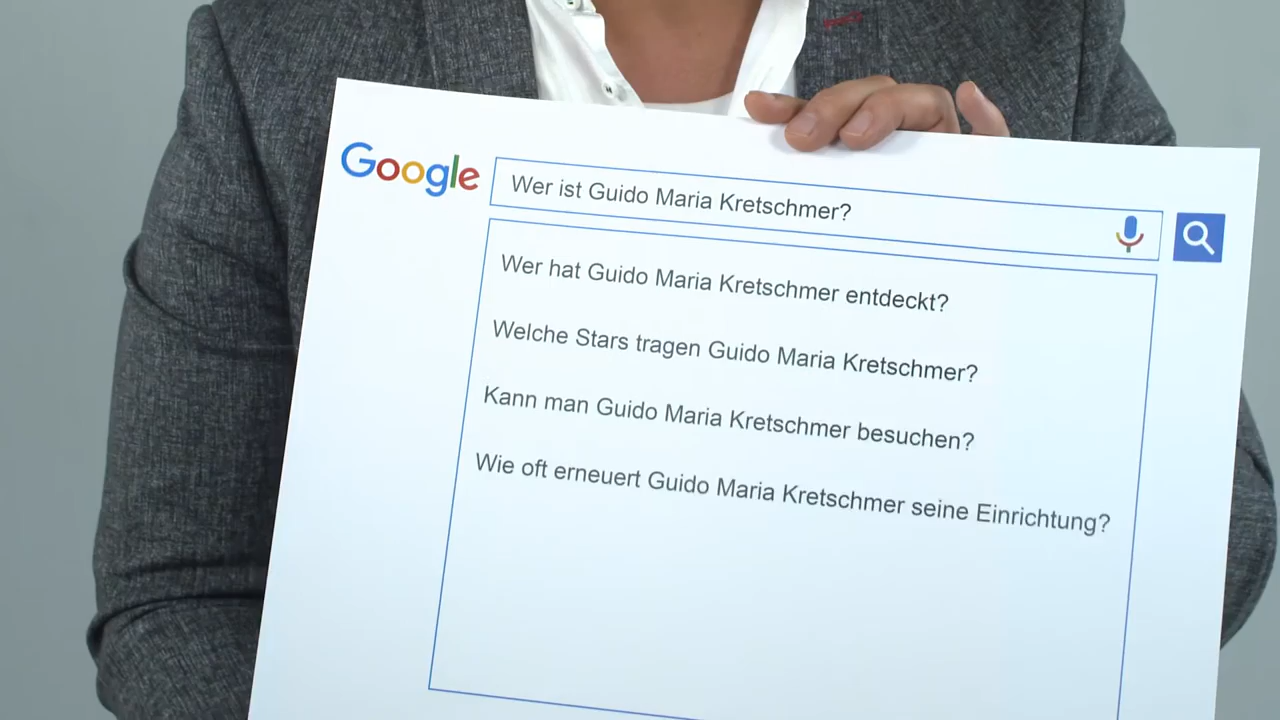 Google
Wer ist Guido Maria Kretschmer?
Wer hat Guido Maria Kretschmer entdeckt?
Welche Stars tragen Guido Maria Kretschmer?
Kann man Guido Maria Kretschmer besuchen?
Wie oft erneuert Guido Maria Kretschmer seine Einrichtung?